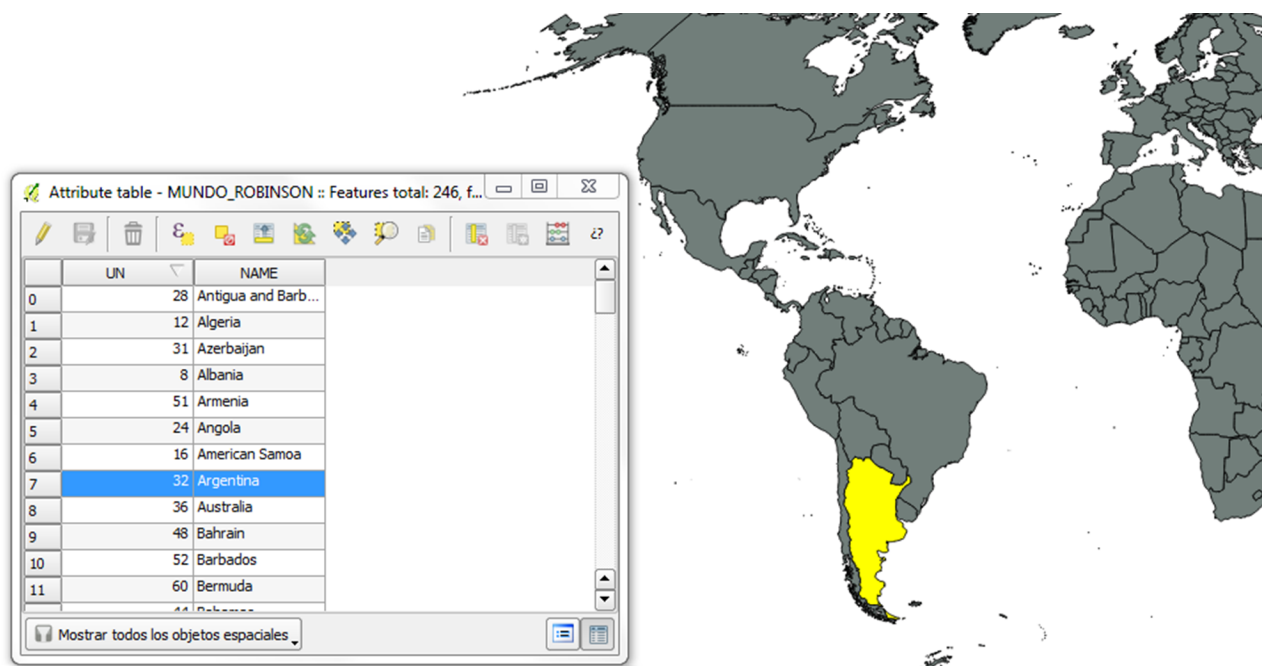 Attribute table - MUNDO_ROBINSON :: Features total: 246, f...
ε
¿?
UN NAME
0 28 Antigua and Barb...
1 12 Algeria
2 31 Azerbaijan
3 8 Albania
4 51 Armenia
5 24 Angola
6 16 American Samoa
7 32 Argentina
8 36 Australia
9 48 Bahrain
10 52 Barbados
11 60 Bermuda
44 Bahamas
Mostrar todos los objetos espaciales